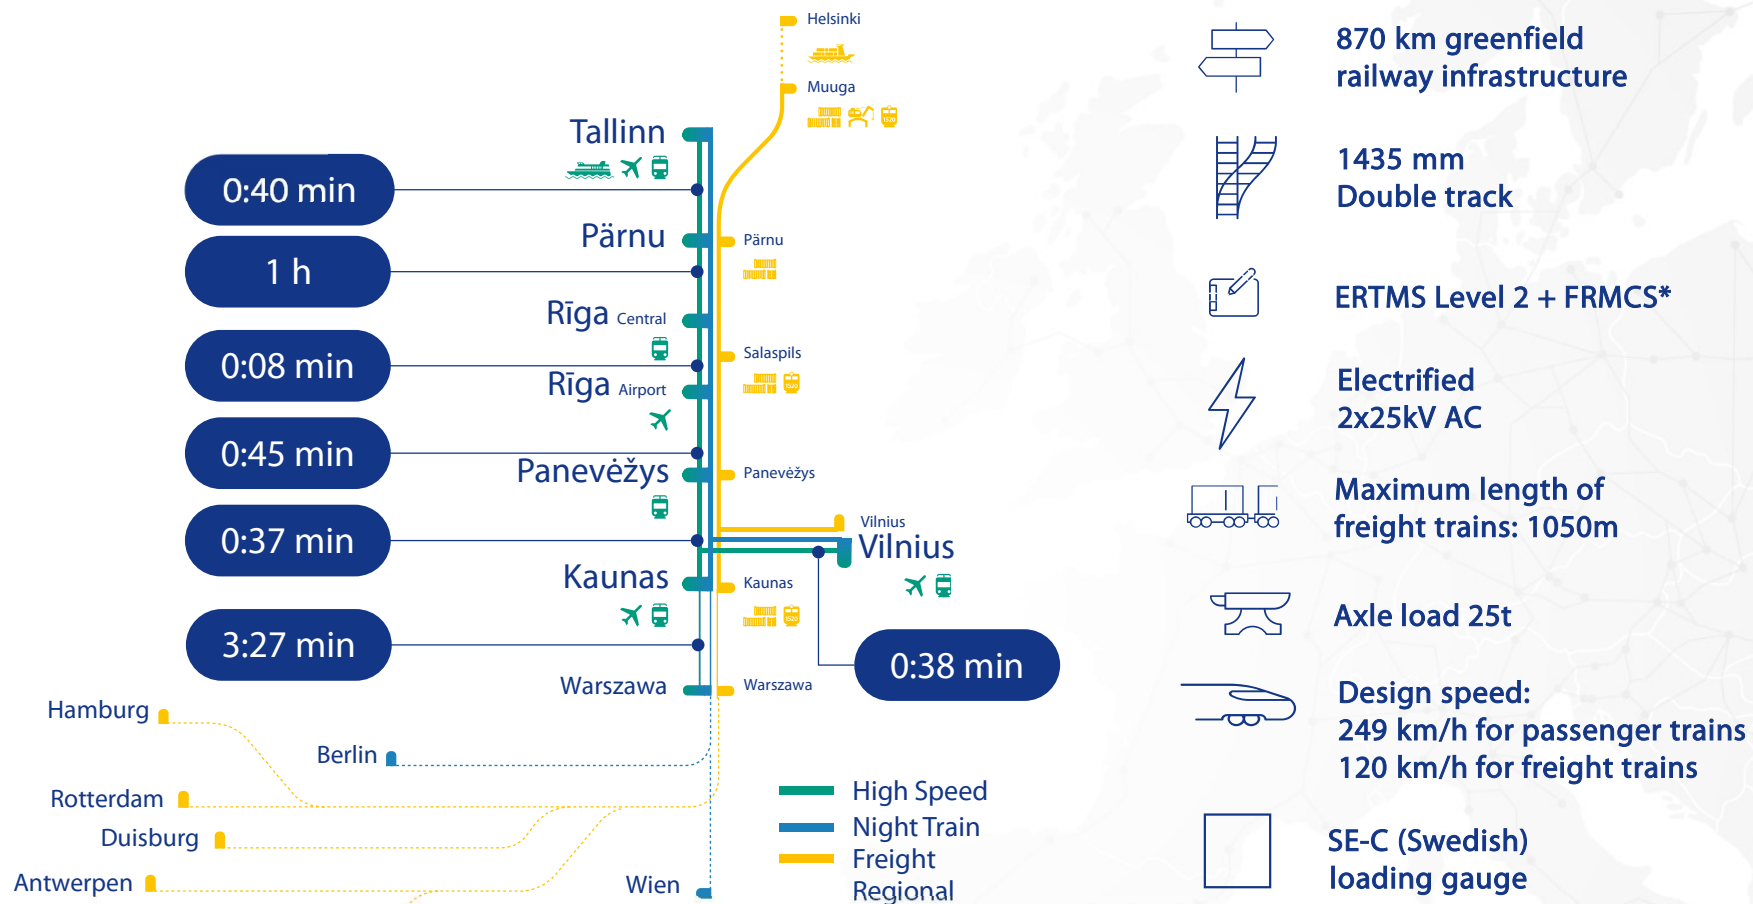 Helsinki
Muuga
1520
Tallinn
0:40 min
Pärnu
Pärnu
1 h
Rīga Central
0:08 min
Salaspils
1520
Rīga Airport
0:45 min
Panevėžys
Panevėžys
0:37 min
Vilnius
Vilnius
Kaunas
Kaunas
1520
3:27 min
0:38 min
Warszawa
Warszawa
Hamburg
Berlin
Rotterdam
Duisburg
Antwerpen
Wien
High Speed
Night Train
Freight
Regional
870 km greenfield
railway infrastructure
1435 mm
Double track
ERTMS Level 2 + FRMCS*
Electrified
2x25kV AC
Maximum length of
freight trains: 1050m
Axle load 25t
Design speed:
249 km/h for passenger trains
120 km/h for freight trains
SE-C (Swedish)
loading gauge